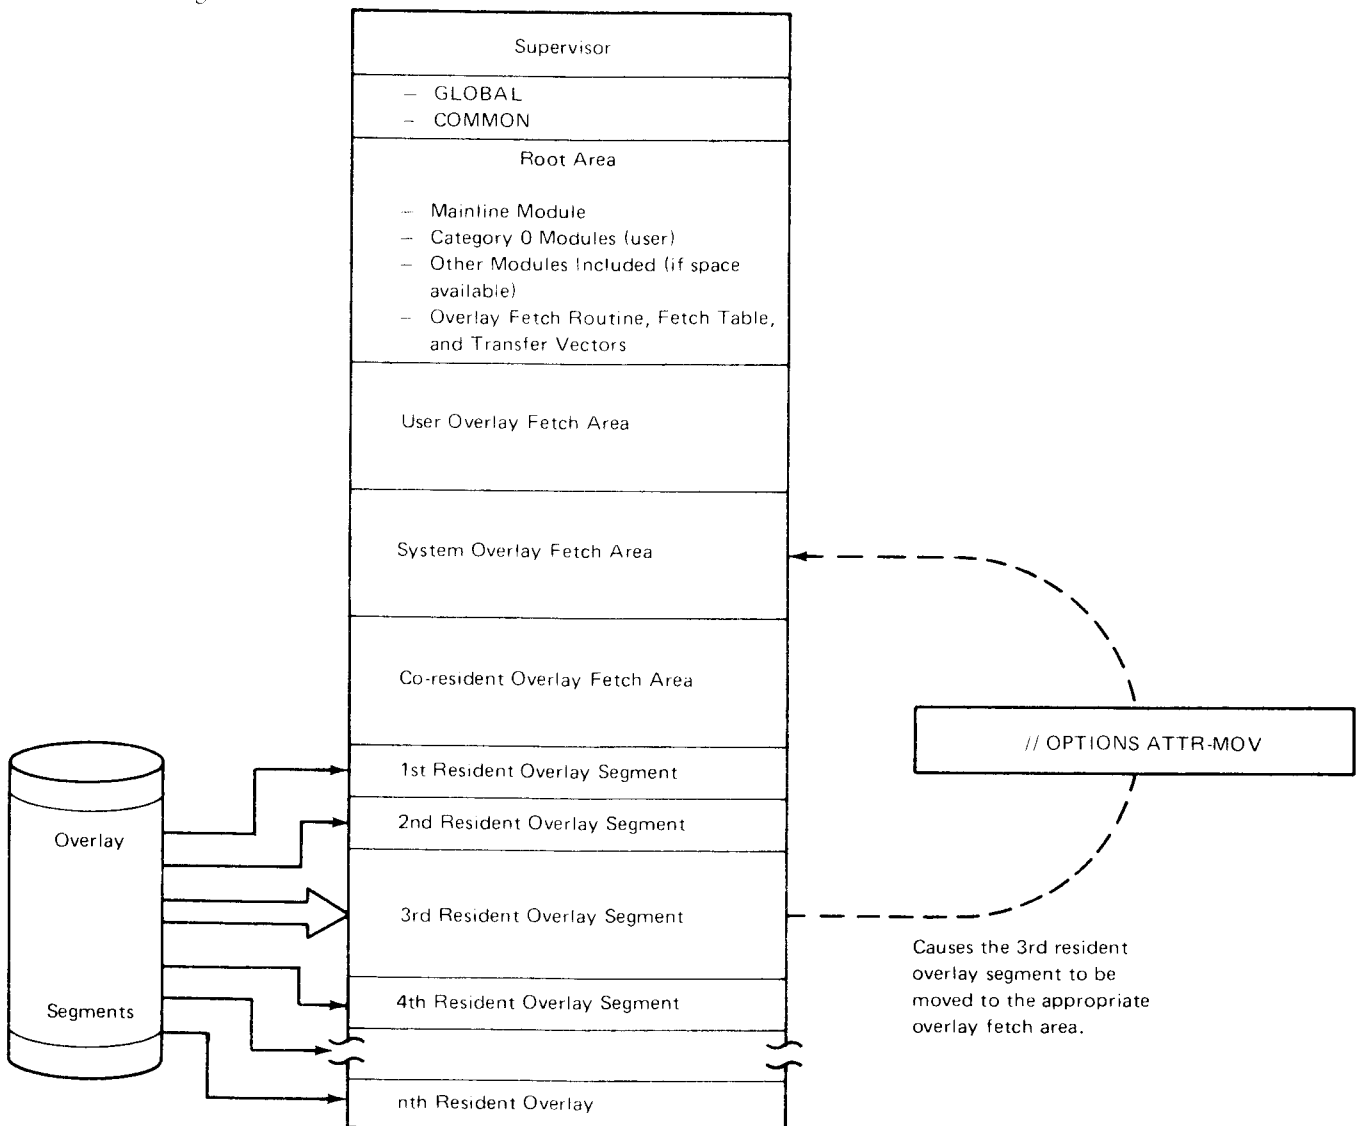 Supervisor
– GLOBAL
– COMMON
Root Area
– Mainline Module
– Category 0 Modules (user)
– Other Modules Included (if space
available)
– Overlay Fetch Routine, Fetch Table,
and Transfer Vectors
User Overlay Fetch Area
System Overlay Fetch Area
Co-resident Overlay Fetch Area
// OPTIONS ATTR-MOV
1st Resident Overlay Segment
2nd Resident Overlay Segment
Overlay
3rd Resident Overlay Segment
Causes the 3rd resident
overlay segment to be
moved to the appropriate
overlay fetch area.
4th Resident Overlay Segment
Segments
nth Resident Overlay